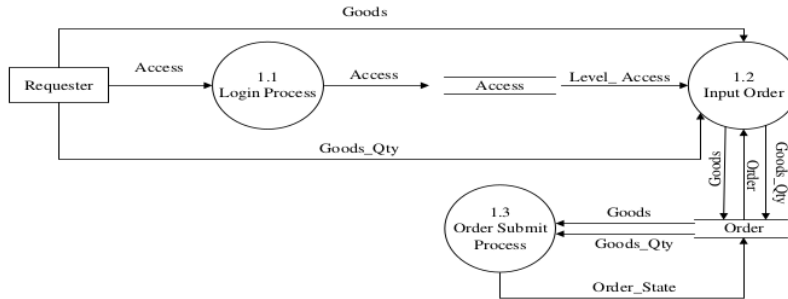 Goods
Requester
Access
1.1
Login Process
Access
Access
Level_ Access
1.2
Input Order
Goods_Qty
Goods
Order
Goods_Qty
1.3
Order Submit
Process
Goods
Goods_Qty
Order
Order_State